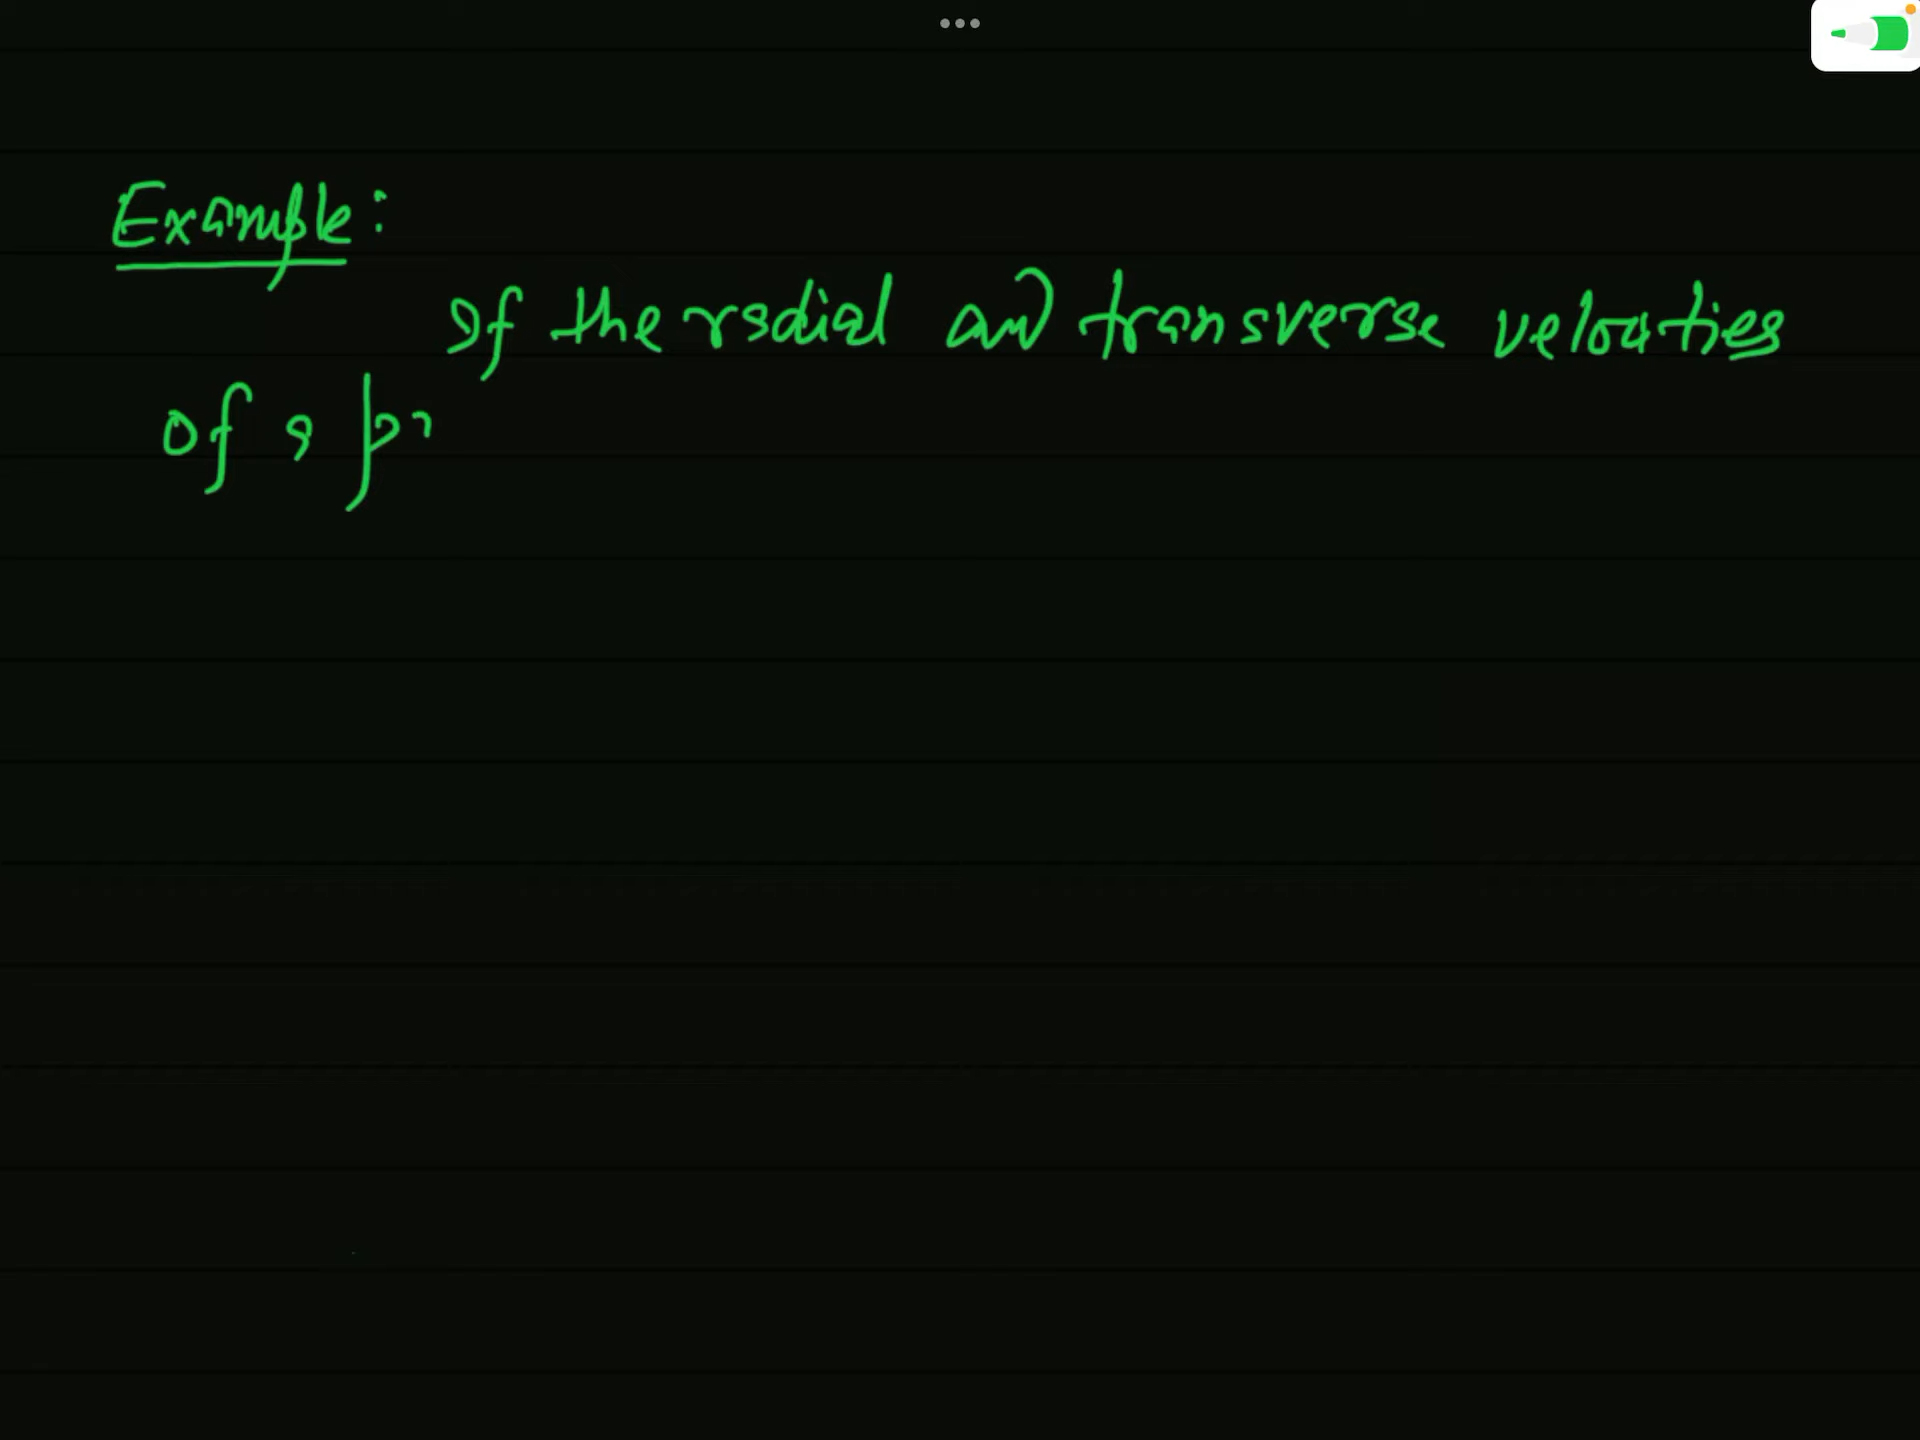 Example:
If the radial and transverse velocities
of a